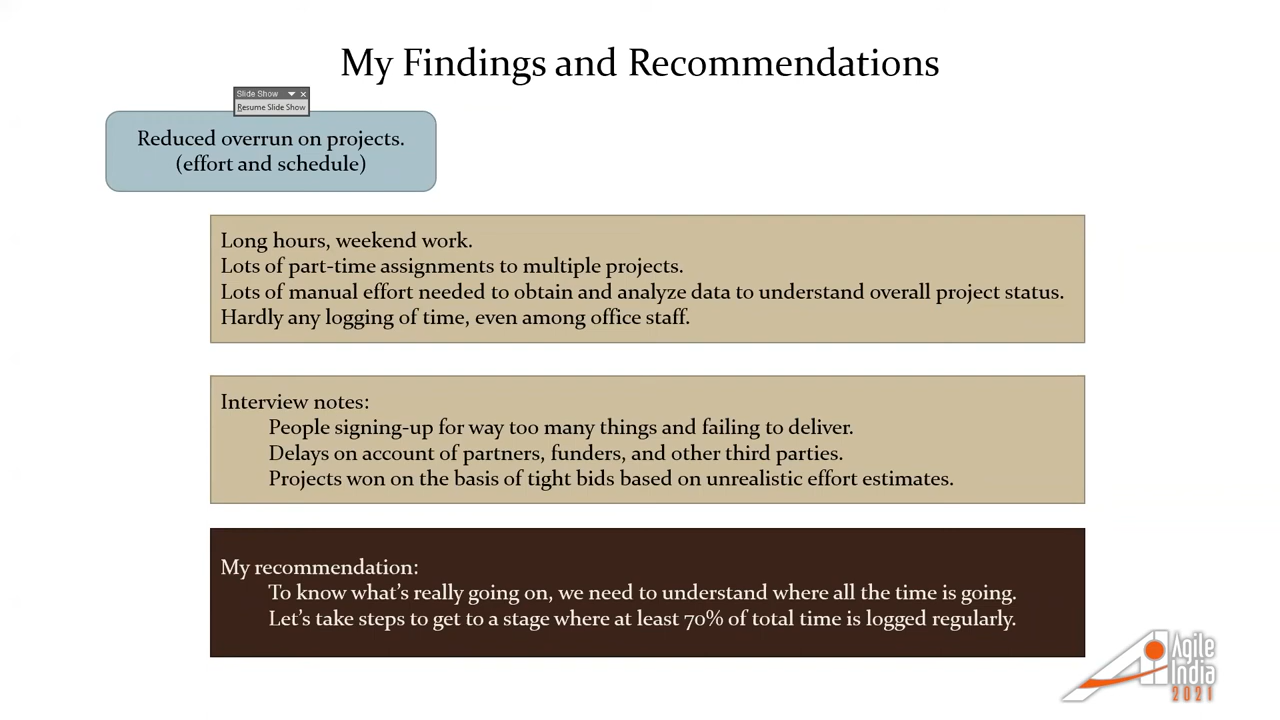 My Findings and Recommendations
Slide Show
Resume Slide Show
Reduced overrun on projects.
(effort and schedule)
Long hours, weekend work.
Lots of part-time assignments to multiple projects.
Lots of manual effort needed to obtain and analyze data to understand overall project status.
Hardly any logging of time, even among office staff.
Interview notes:
People signing-up for way too many things and failing to deliver.
Delays on account of partners, funders, and other third parties.
Projects won on the basis of tight bids based on unrealistic effort estimates.
My recommendation:
To know what’s really going on, we need to understand where all the time is going.
Let’s take steps to get to a stage where at least 70% of total time is logged regularly.
Agile
India
2021